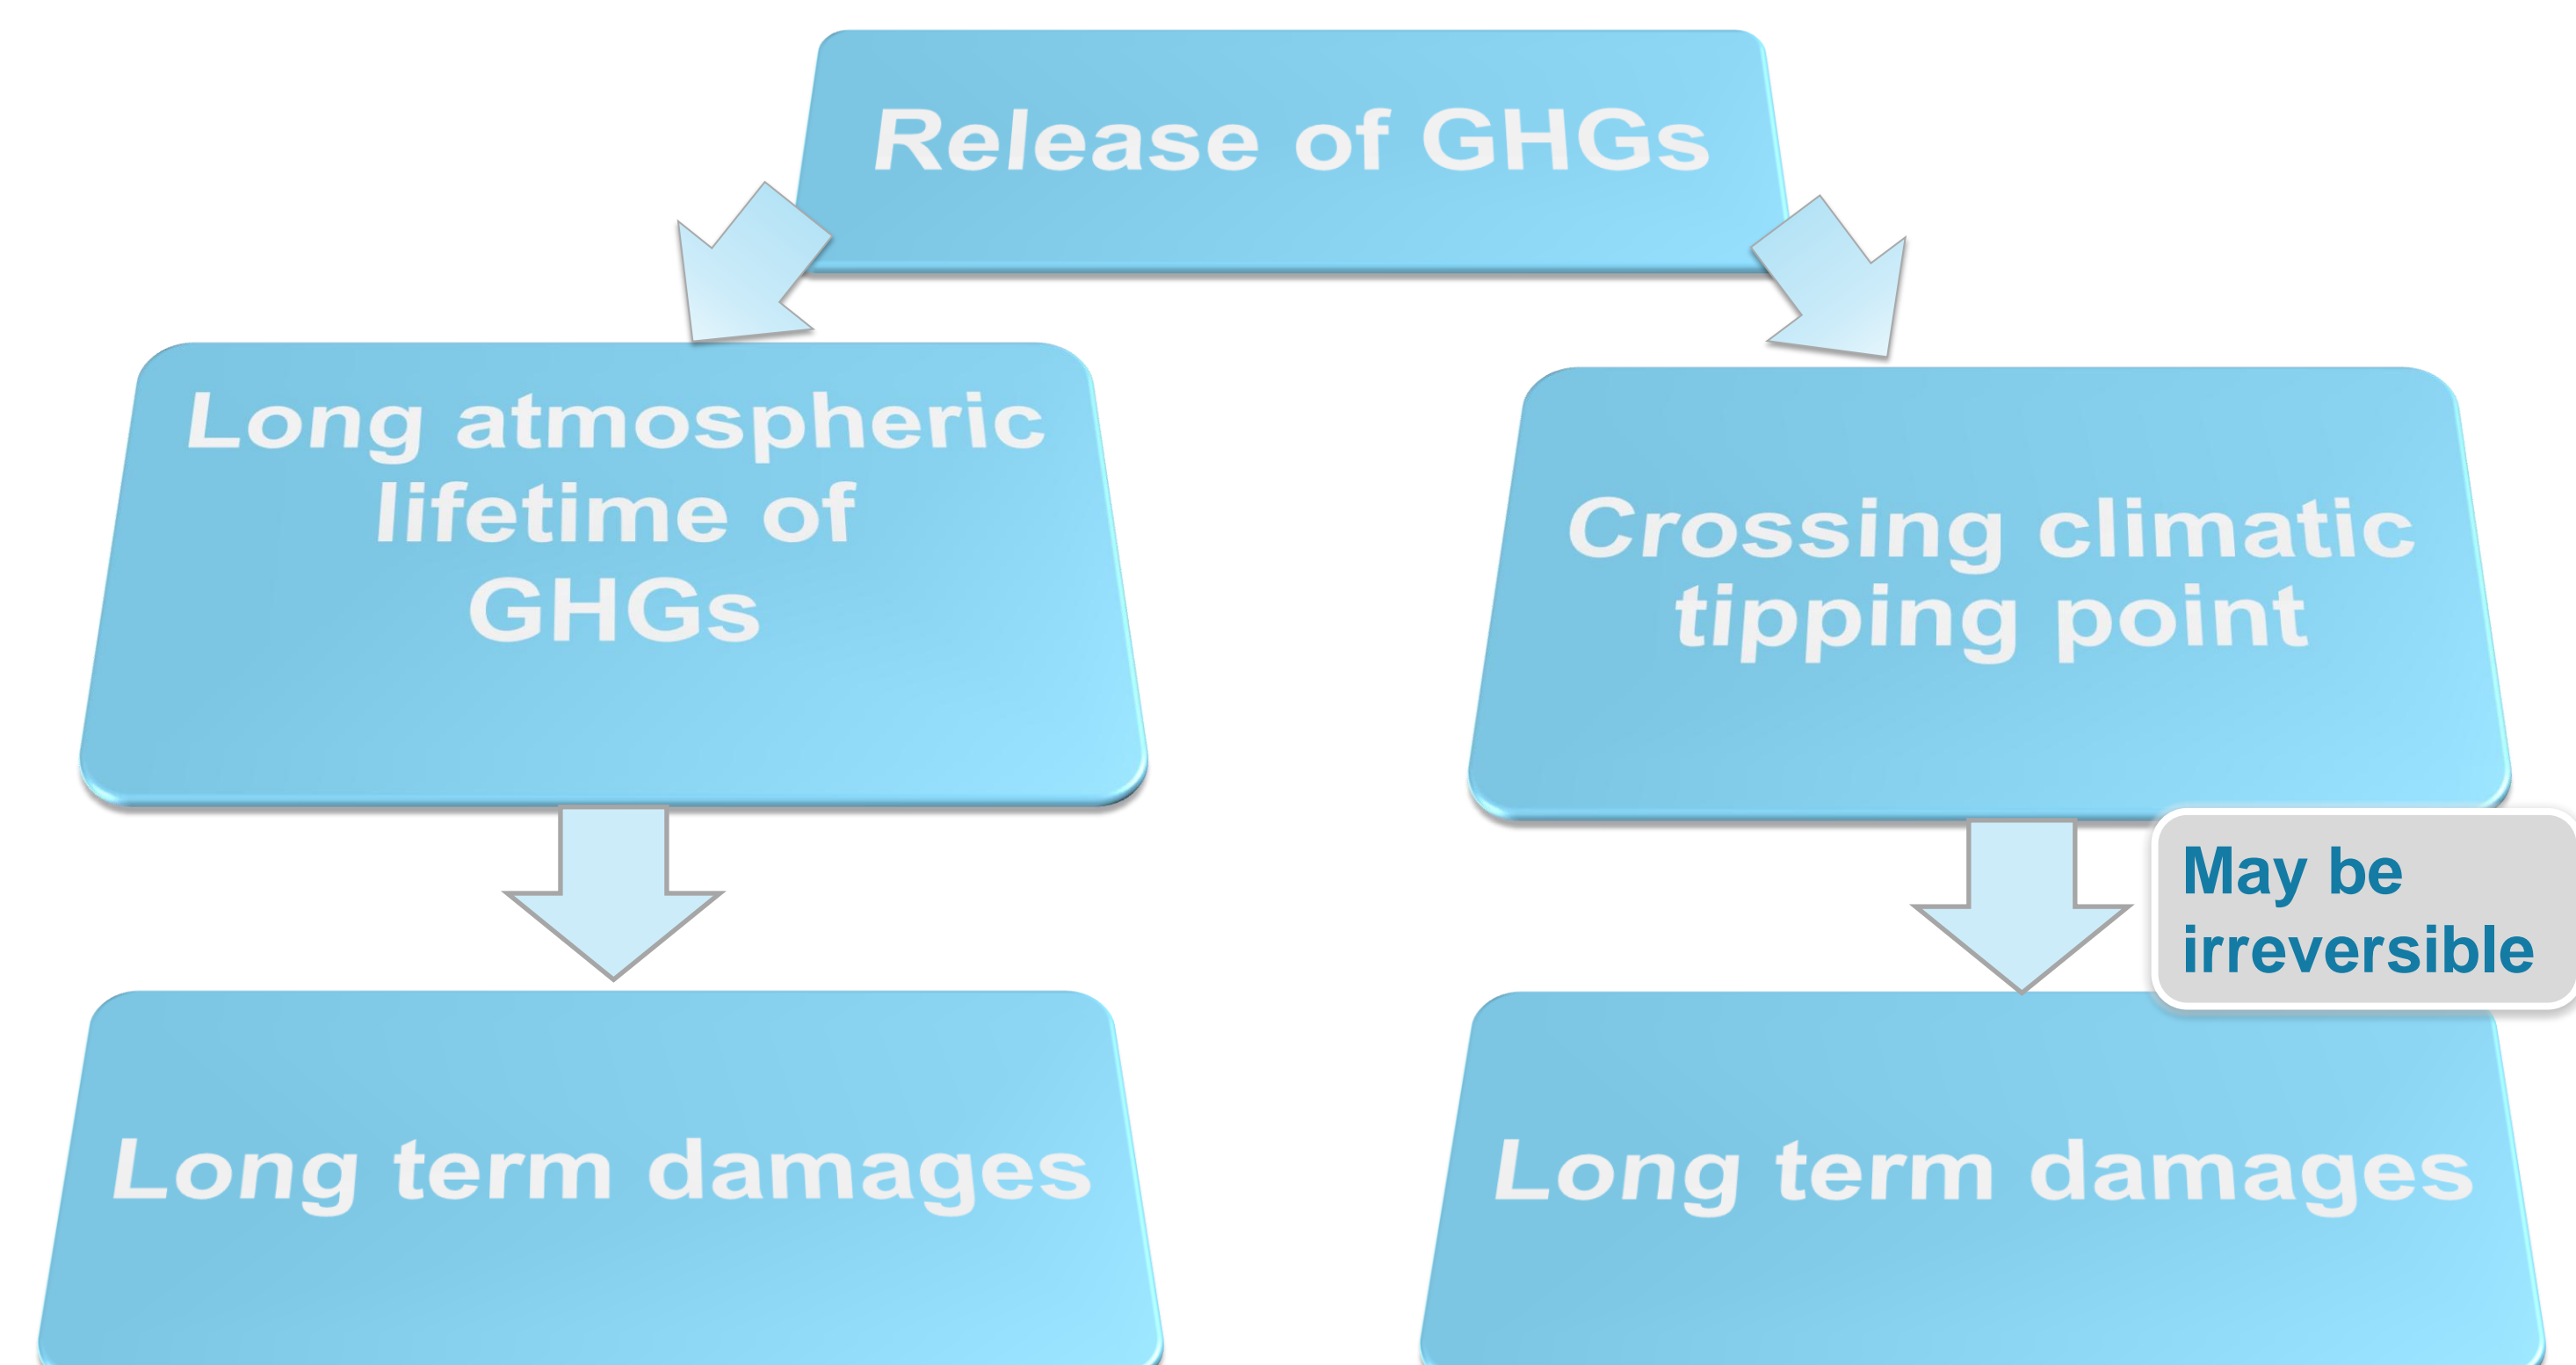 Release of GHGs
Long atmospheric
lifetime of
GHGs
Crossing climatic
tipping point
May be
irreversible
Long term damages
Long term damages